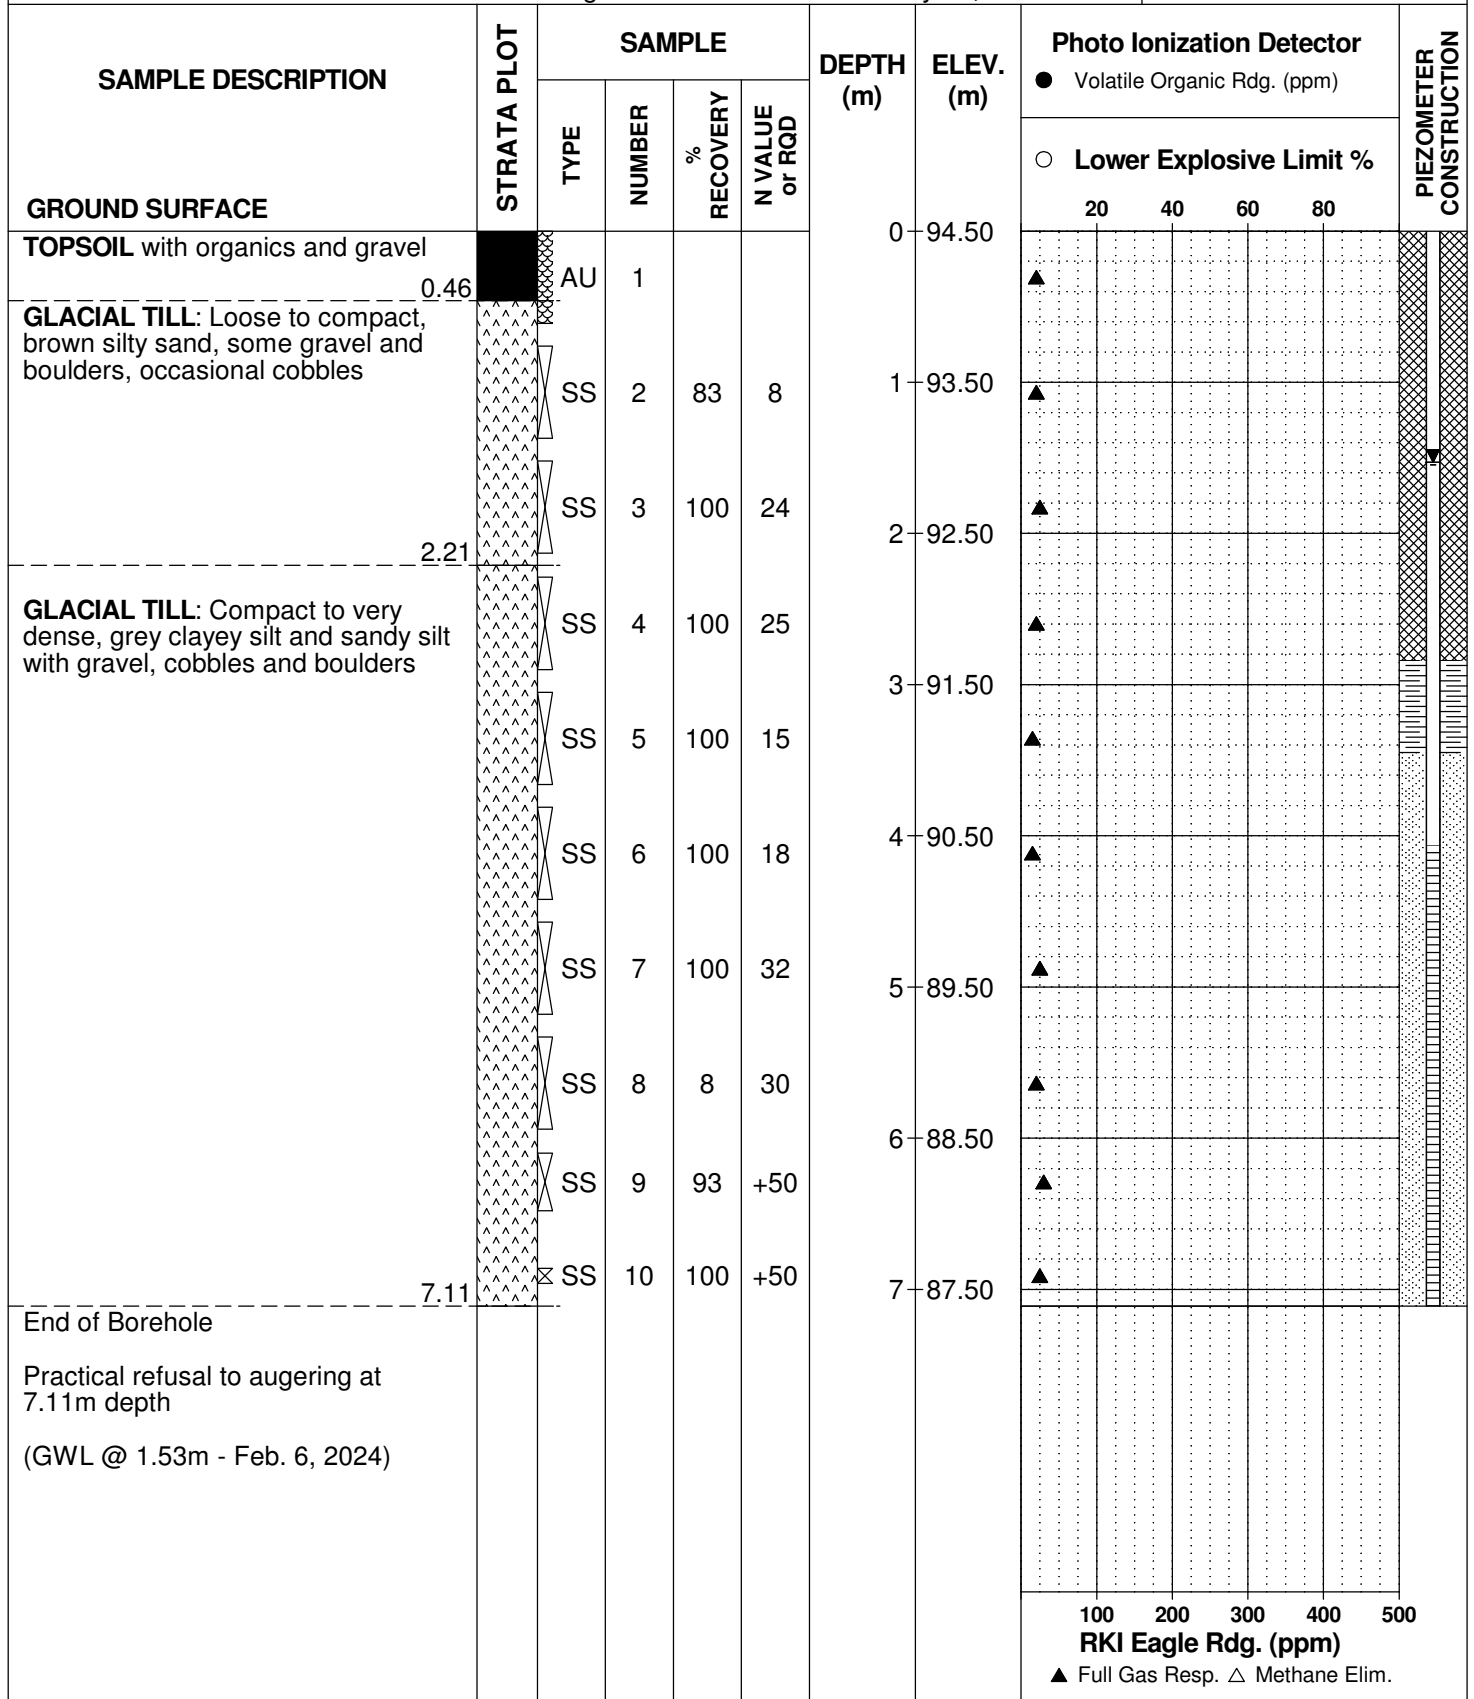 SAMPLE DESCRIPTION
GROUND SURFACE
STRATA PLOT
SAMPLE
TYPE
NUMBER
%
RECOVERY
N VALUE
or RQD
DEPTH
(m)
ELEV.
(m)
Photo Ionization Detector
● Volatile Organic Rdg. (ppm)
○ Lower Explosive Limit %
20 40 60 80
PIEZOMETER
CONSTRUCTION
0 94.50
TOPSOIL with organics and gravel
AU 1
0.46
GLACIAL TILL: Loose to compact,
brown silty sand, some gravel and
boulders, occasional cobbles
1 93.50
SS 2 83 8
SS 3 100 24
2 92.50
2.21
GLACIAL TILL: Compact to very
dense, grey clayey silt and sandy silt
with gravel, cobbles and boulders
SS 4 100 25
3 91.50
SS 5 100 15
4 90.50
SS 6 100 18
SS 7 100 32
5 89.50
SS 8 8 30
6 88.50
SS 9 93 +50
SS 10 100 +50
7 87.50
7.11
End of Borehole
Practical refusal to augering at
7.11m depth
(GWL @ 1.53m - Feb. 6, 2024)
100 200 300 400 500
RKI Eagle Rdg. (ppm)
▲ Full Gas Resp. △ Methane Elim.